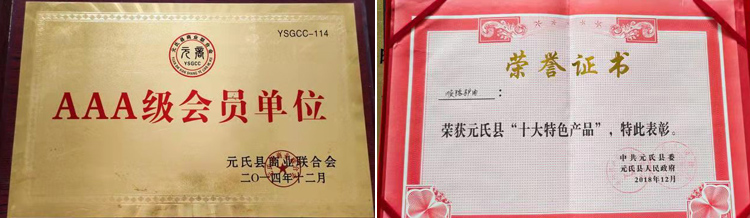 YSGCC-114
元氏县商业联合会
元商
YSGCC
AAA级会员单位
元氏县商业联合会
二〇一四年十二月
荣誉证书
：
荣获元氏县“十大特色产品”，特此表彰。
中共元氏县委
元氏县人民政府
2018年12月